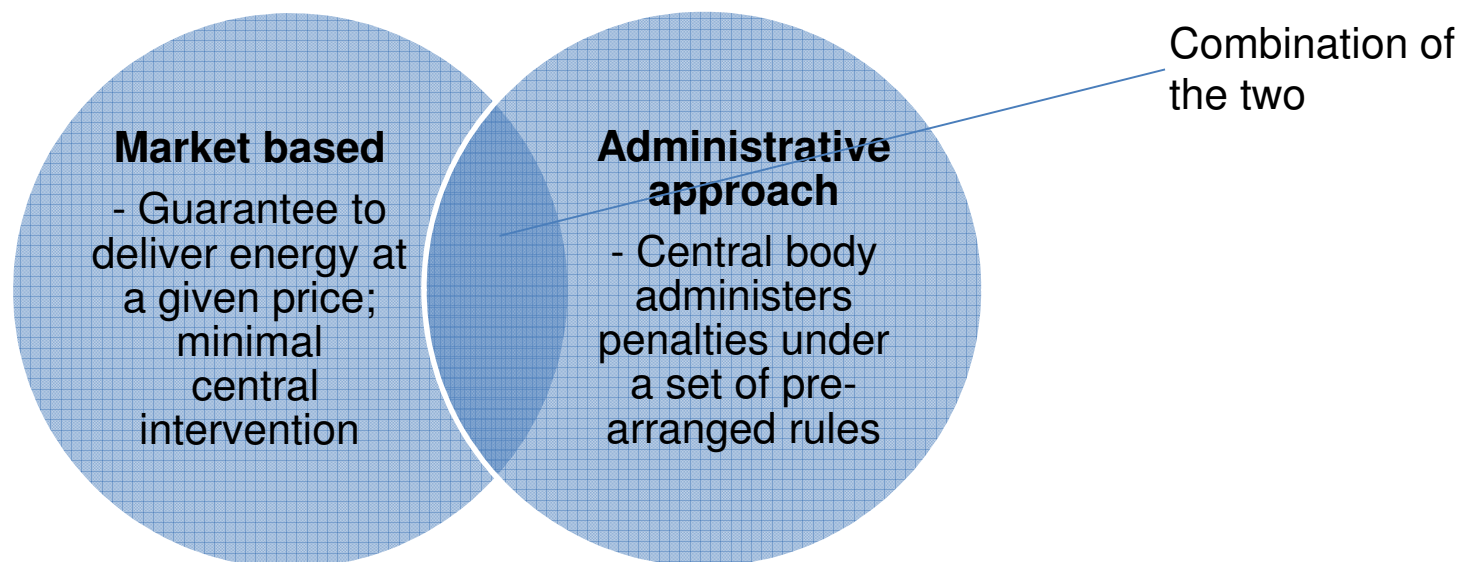 Market based
- Guarantee to
deliver energy at
a given price;
minimal
central
intervention
Administrative
approach
- Central body
administers
penalties under
a set of pre-
arranged rules
Combination of
the two